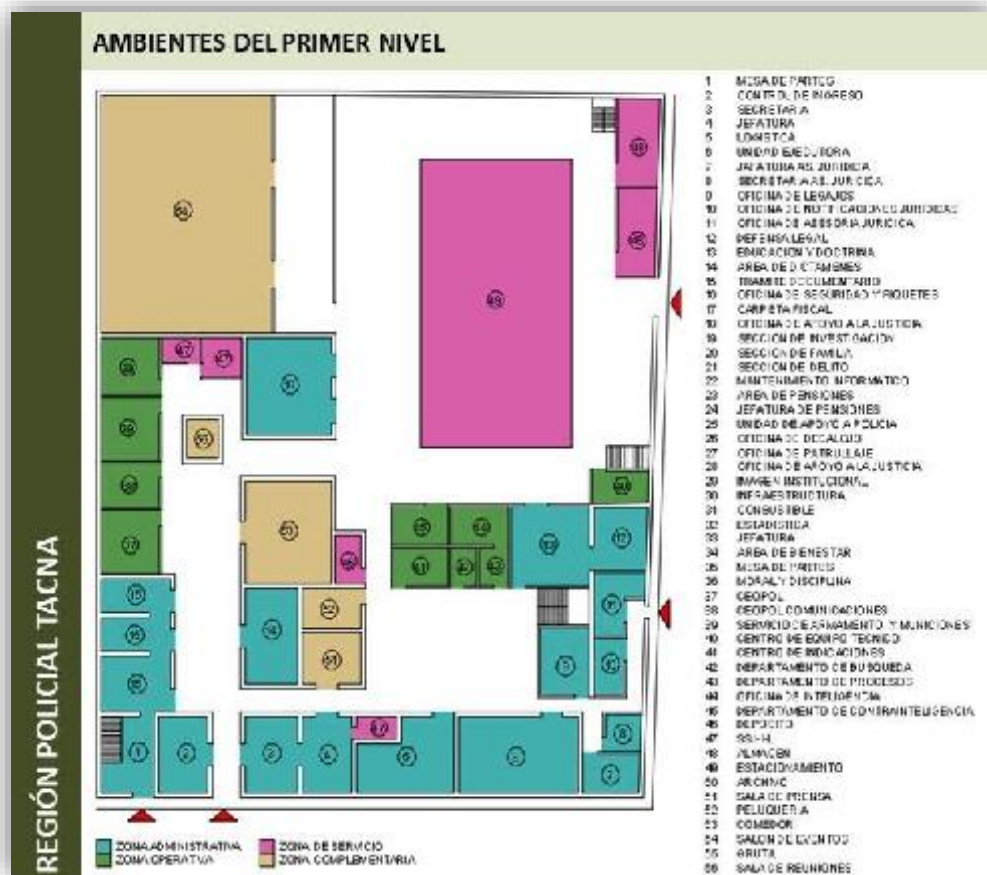 AMBIENTES DEL PRIMER NIVEL
REGIÓN POLICIAL TACNA
1 MESA DE PARTES
2 CONTROL DE INGRESO
3 SECRETARIA
4 JEFATURA
5 LOGISTICA
6 UNIDAD EJECUTORA
7 JAFATURA AS. JURIDICA
8 SECRETARIA AS. JURICICA
9 OFICINA DE LEGAJOS
10 OFICINA DE NOTIFICACIONES JURIDICAS
11 OFICINA DE ASESORIA JURICICA
12 DEFENSA LEGAL
13 EDUCACION Y DOCTRINA
14 AREA DE DICTAMENES
15 TRAMITE DOCUMENTARIO
16 OFICINA DE SEGURIDAD Y PIQUETES
17 CARPETA FISCAL
18 OFICINA DE APOYO A LA JUSTICIA
19 SECCION DE INVESTIGACION
20 SECCION DE FAMILIA
21 SECCION DE DELITO
22 MANTENIMIENTO INFORMATICO
23 AREA DE PENSIONES
24 JEFATURA DE PENSIONES
25 UNIDAD DE APOYO A POLICIA
26 OFICINA DE
27 OFICINA DE PATRULLAJE
28 OFICINA DE APOYO A LA JUSTICIA
29 IMAGEN INSTITUCIONAL
30 INFRAESTRUCTURA
31 COMBUSTIBLE
32 ESTADISTICA
33 JEFATURA
34 AREA DE BIENESTAR
35 MESA DE PARTES
36 MORAL Y DISCIPLINA
37 CEOPOL
38 CEOPOL COMUNICACIONES
39 SERVICIO DE ARMAMENTO Y MUNICIONES
40 CENTRO DE EQUIPO TECNICO
41 CENTRO DE INDICACIONES
42 DEPARTAMENTO DE BUSQUEDA
43 DEPARTAMENTO DE PROCESOS
44 OFICINA DE INTELIGENCIA
45 DEPARTAMENTO DE CONTRAINTELIGENCIA
46 DEPOSITO
47 SS.HH.
48 ALMACEN
49 ESTACIONAMIENTO
50 ARCHIVO
51 SALA DE PRENSA
52 PELUQUERIA
53 COMEDOR
54 SALON DE EVENTOS
55 GRUTA
56 SALA DE REUNIONES
ZONA ADMINISTRATIVA
ZONA OPERATIVA
ZONA DE SERVICIO
ZONA COMPLEMENTARIA